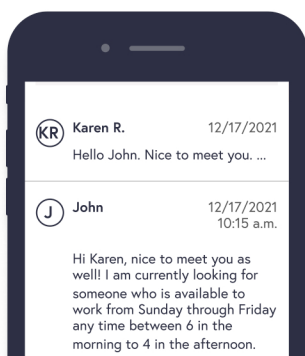 KR
Karen R.
12/17/2021
Hello John. Nice to meet you. ...
J
John
12/17/2021
10:15 a.m.
Hi Karen, nice to meet you as
well! I am currently looking for
someone who is available to
work from Sunday through Friday
any time between 6 in the
morning to 4 in the afternoon.